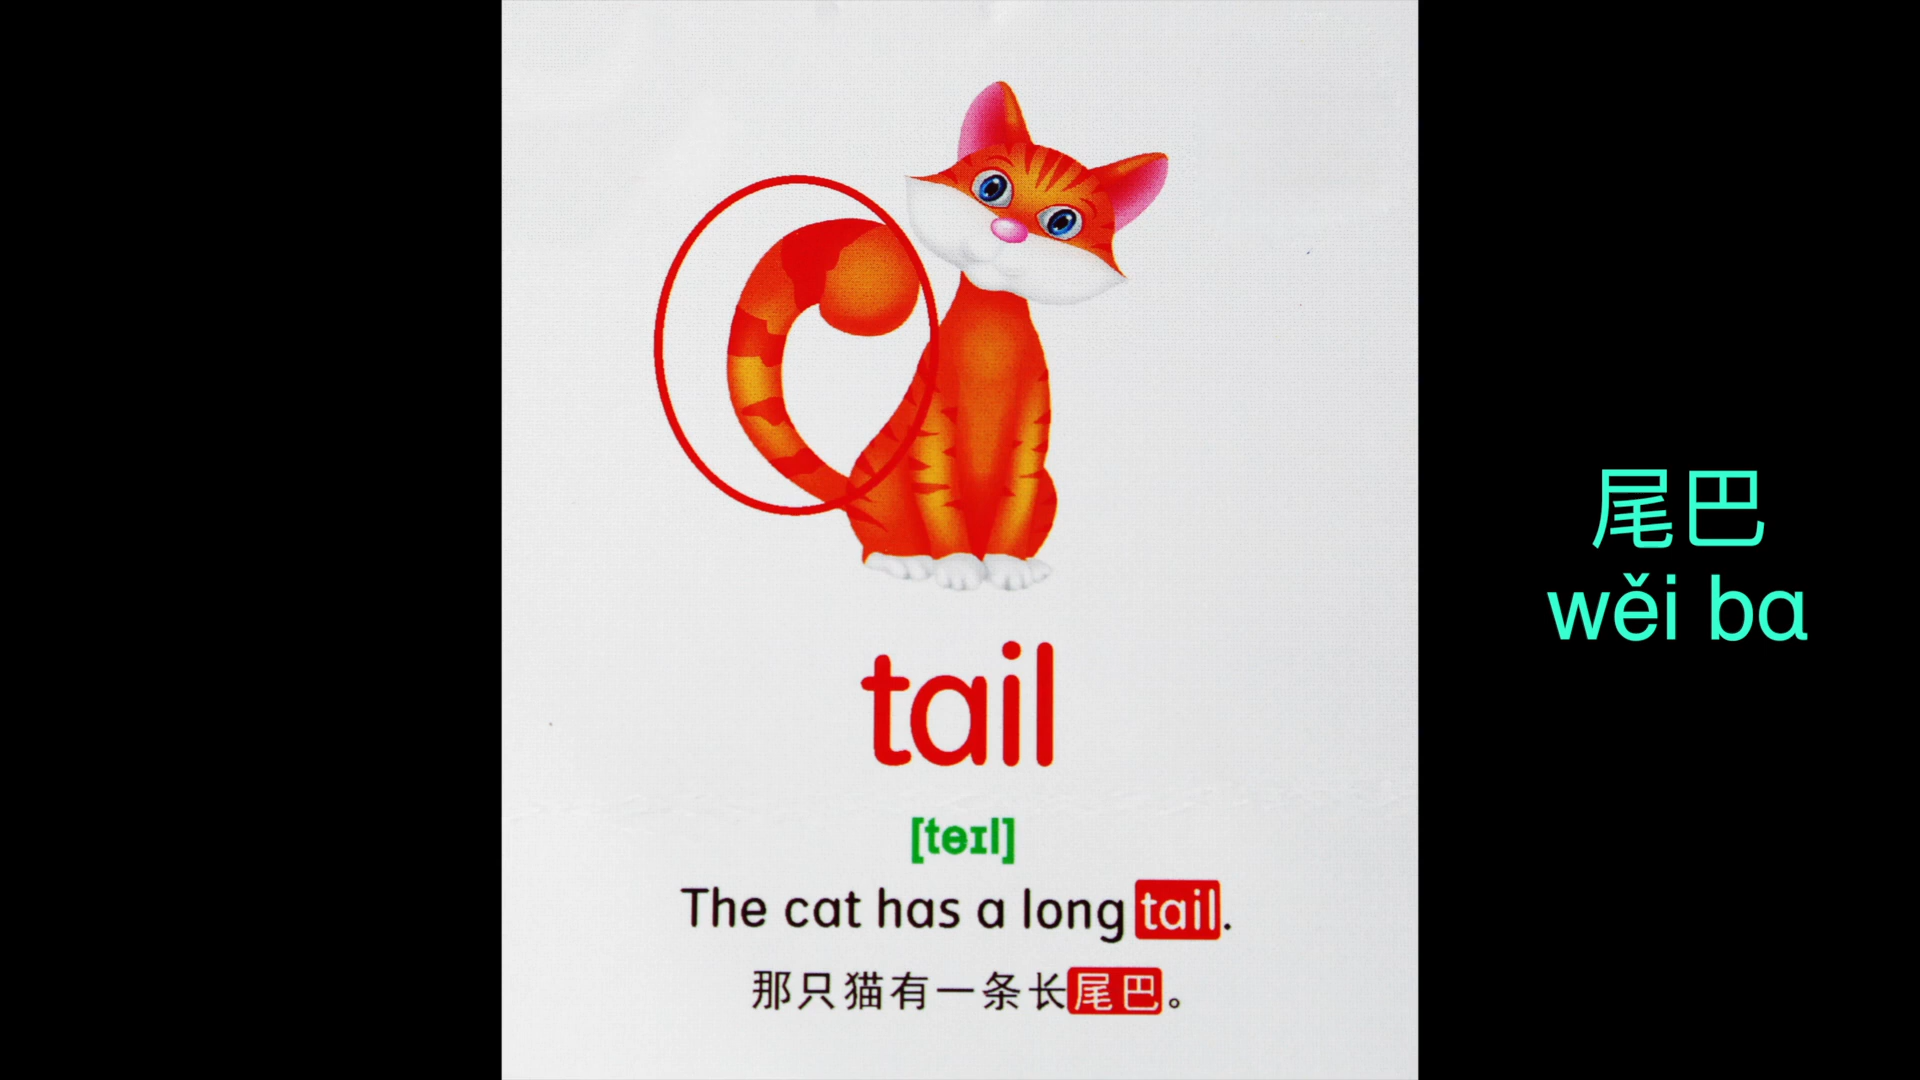 tail
[teɪl]
The cat has a long tail.
那只猫有一条长尾巴。
尾巴
wěi ba